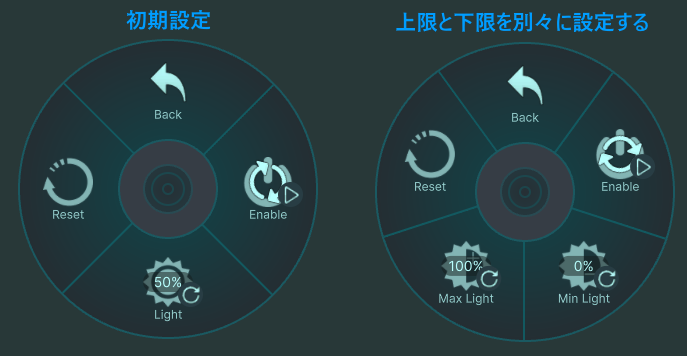 初期設定
Back
Reset
Enable
50%
Light
上限と下限を別々に設定する
Back
Reset
Enable
100%
Max Light
0%
Min Light